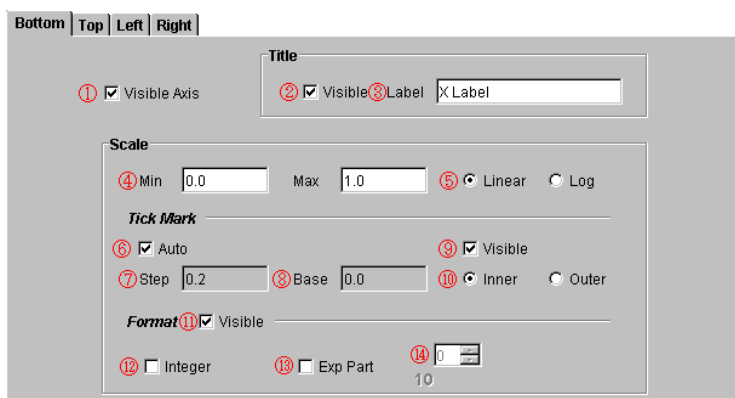 Bottom Top Left Right
Title
① Visible Axis ② Visible ③ Label X Label
Scale
④ Min 0.0 Max 1.0 ⑤ Linear Log
Tick Mark
⑥ Auto ⑨ Visible
⑦ Step 0.2 ⑧ Base 0.0 ⑩ Inner Outer
Format ⑪ Visible
⑫ Integer ⑬ Exp Part ⑭ 0
10